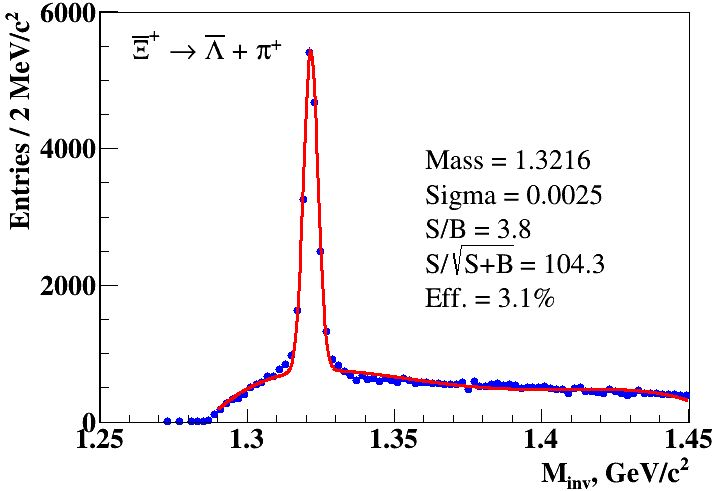 6000
4000
2000
0
Entries / 2 MeV/c²
Ξ̅⁺ → Λ̅ + π⁺
Mass = 1.3216
Sigma = 0.0025
S/B = 3.8
S/√S+B = 104.3
Eff. = 3.1%
1.25 1.3 1.35 1.4 1.45
M_inv, GeV/c²